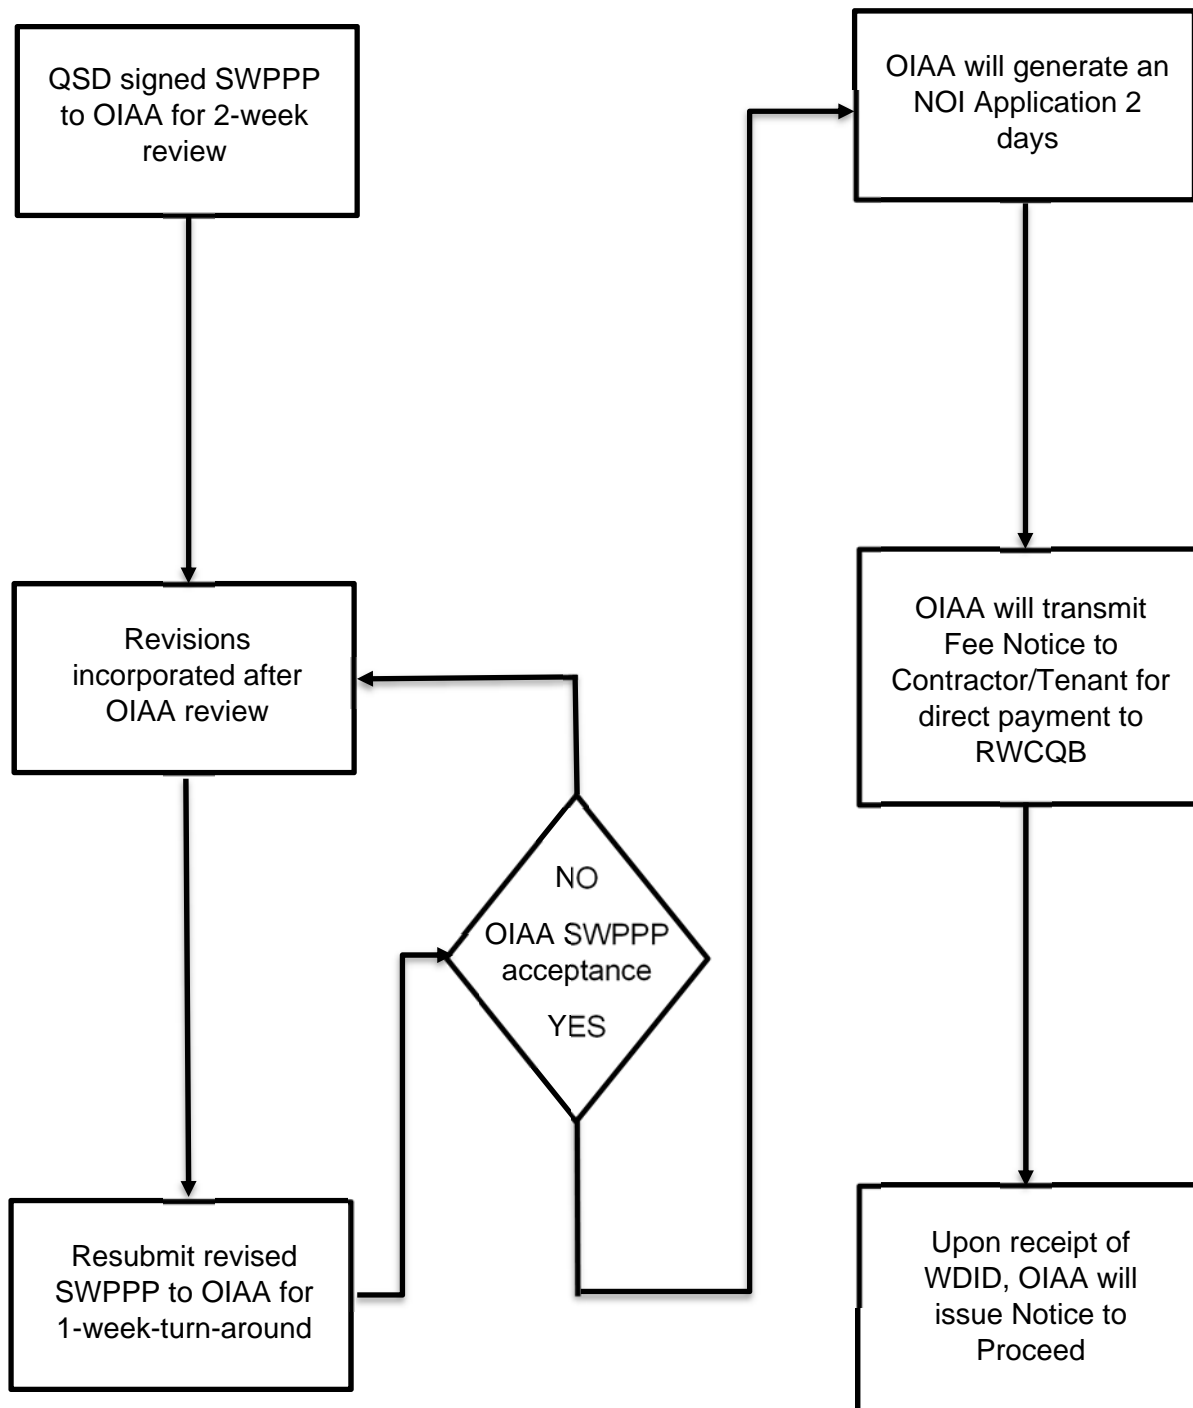 QSD signed SWPPP
to OIAA for 2-week
review
Revisions
incorporated after
OIAA review
Resubmit revised
SWPPP to OIAA for
1-week-turn-around
NO
OIAA SWPPP
acceptance
YES
OIAA will generate an
NOI Application 2
days
OIAA will transmit
Fee Notice to
Contractor/Tenant for
direct payment to
RWCQB
Upon receipt of
WDID, OIAA will
issue Notice to
Proceed